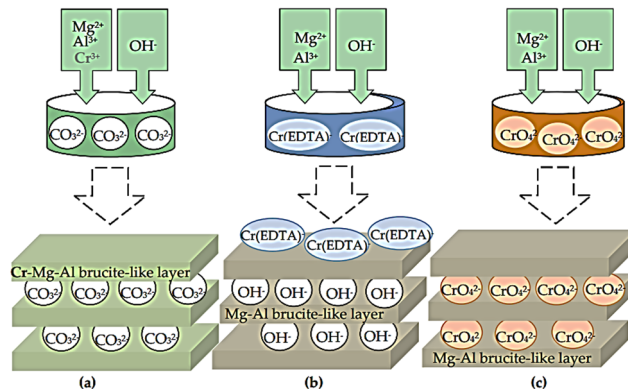 Mg²⁺
Al³⁺
Cr³⁺
OH⁻
CO₃²⁻ CO₃²⁻ CO₃²⁻
Cr-Mg-Al brucite-like layer
CO₃²⁻ CO₃²⁻ CO₃²⁻ CO₃²⁻
CO₃²⁻ CO₃²⁻ CO₃²⁻
(a)
Mg²⁺
Al³⁺
OH⁻
Cr(EDTA)⁻ Cr(EDTA)⁻
Cr(EDTA)⁻ Cr(EDTA)⁻ Cr(EDTA)⁻
OH⁻ OH⁻ OH⁻ OH⁻
Mg-Al brucite-like layer
OH⁻ OH⁻ OH⁻
(b)
Mg²⁺
Al³⁺
OH⁻
CrO₄²⁻ CrO₄²⁻ CrO₄²⁻
CrO₄²⁻ CrO₄²⁻ CrO₄²⁻ CrO₄²⁻
CrO₄²⁻ CrO₄²⁻ CrO₄²⁻
Mg-Al brucite-like layer
(c)